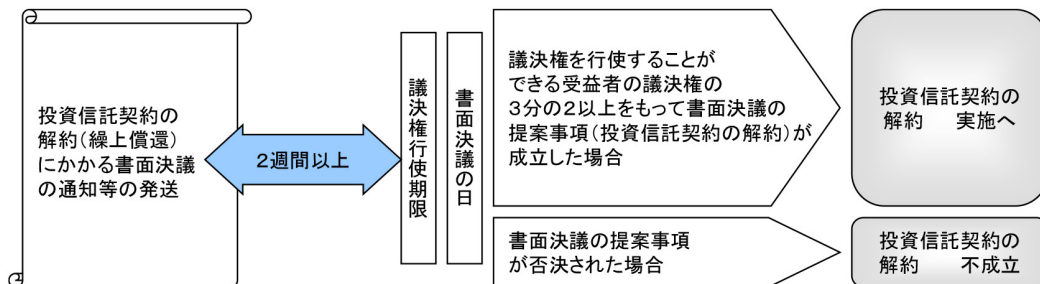 投資信託契約の
解約(繰上償還)
にかかる書面決議
の通知等の発送
2週間以上
議決権行使期限
書面決議の日
議決権を行使することが
できる受益者の議決権の
3分の2以上をもって書面決議の
提案事項(投資信託契約の解約)が
成立した場合
投資信託契約の
解約 実施へ
書面決議の提案事項
が否決された場合
投資信託契約の
解約 不成立